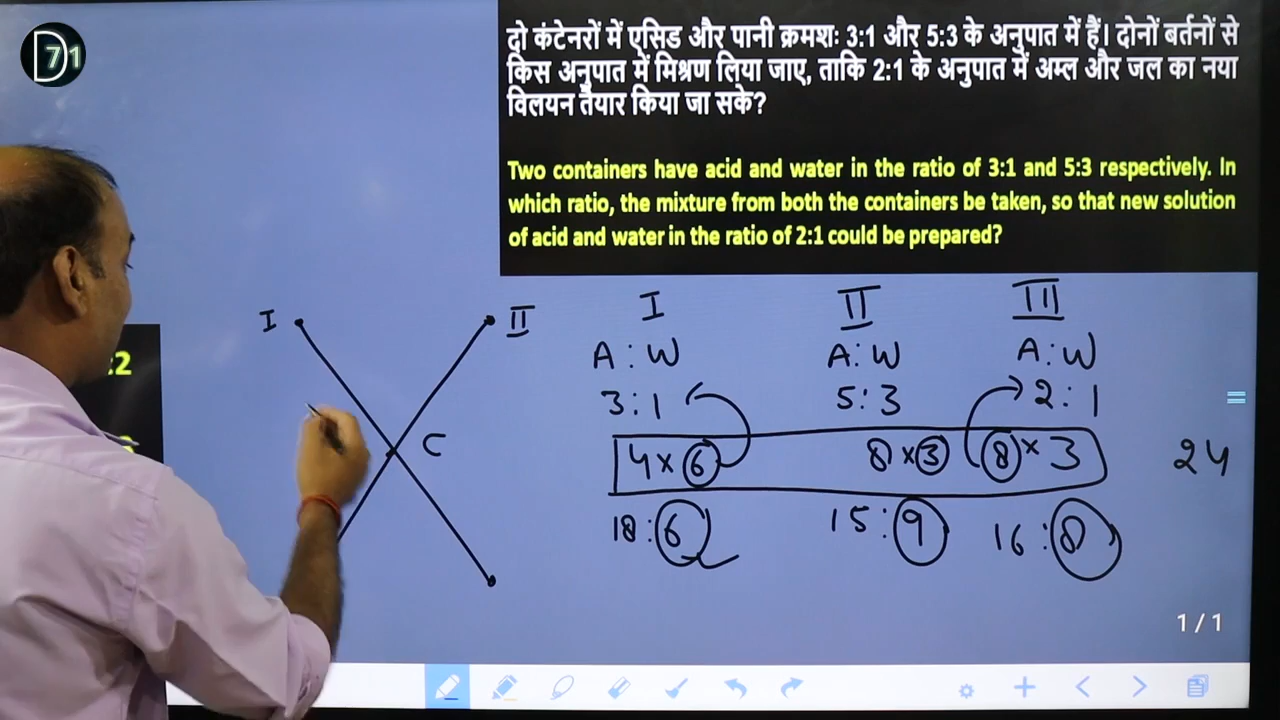 D71
दो कंटेनरों में एसिड और पानी क्रमशः 3:1 और 5:3 के अनुपात में हैं। दोनों बर्तनों से
किस अनुपात में मिश्रण लिया जाए, ताकि 2:1 के अनुपात में अम्ल और जल का नया
विलयन तैयार किया जा सके?
Two containers have acid and water in the ratio of 3:1 and 5:3 respectively. In
which ratio, the mixture from both the containers be taken, so that new solution
of acid and water in the ratio of 2:1 could be prepared?
I II III
I II
A:W A:W A:W
:2
3:1 5:3 2:1
C
4×6 8×3 8×3 24
18:6 15:9 16:8
1/1